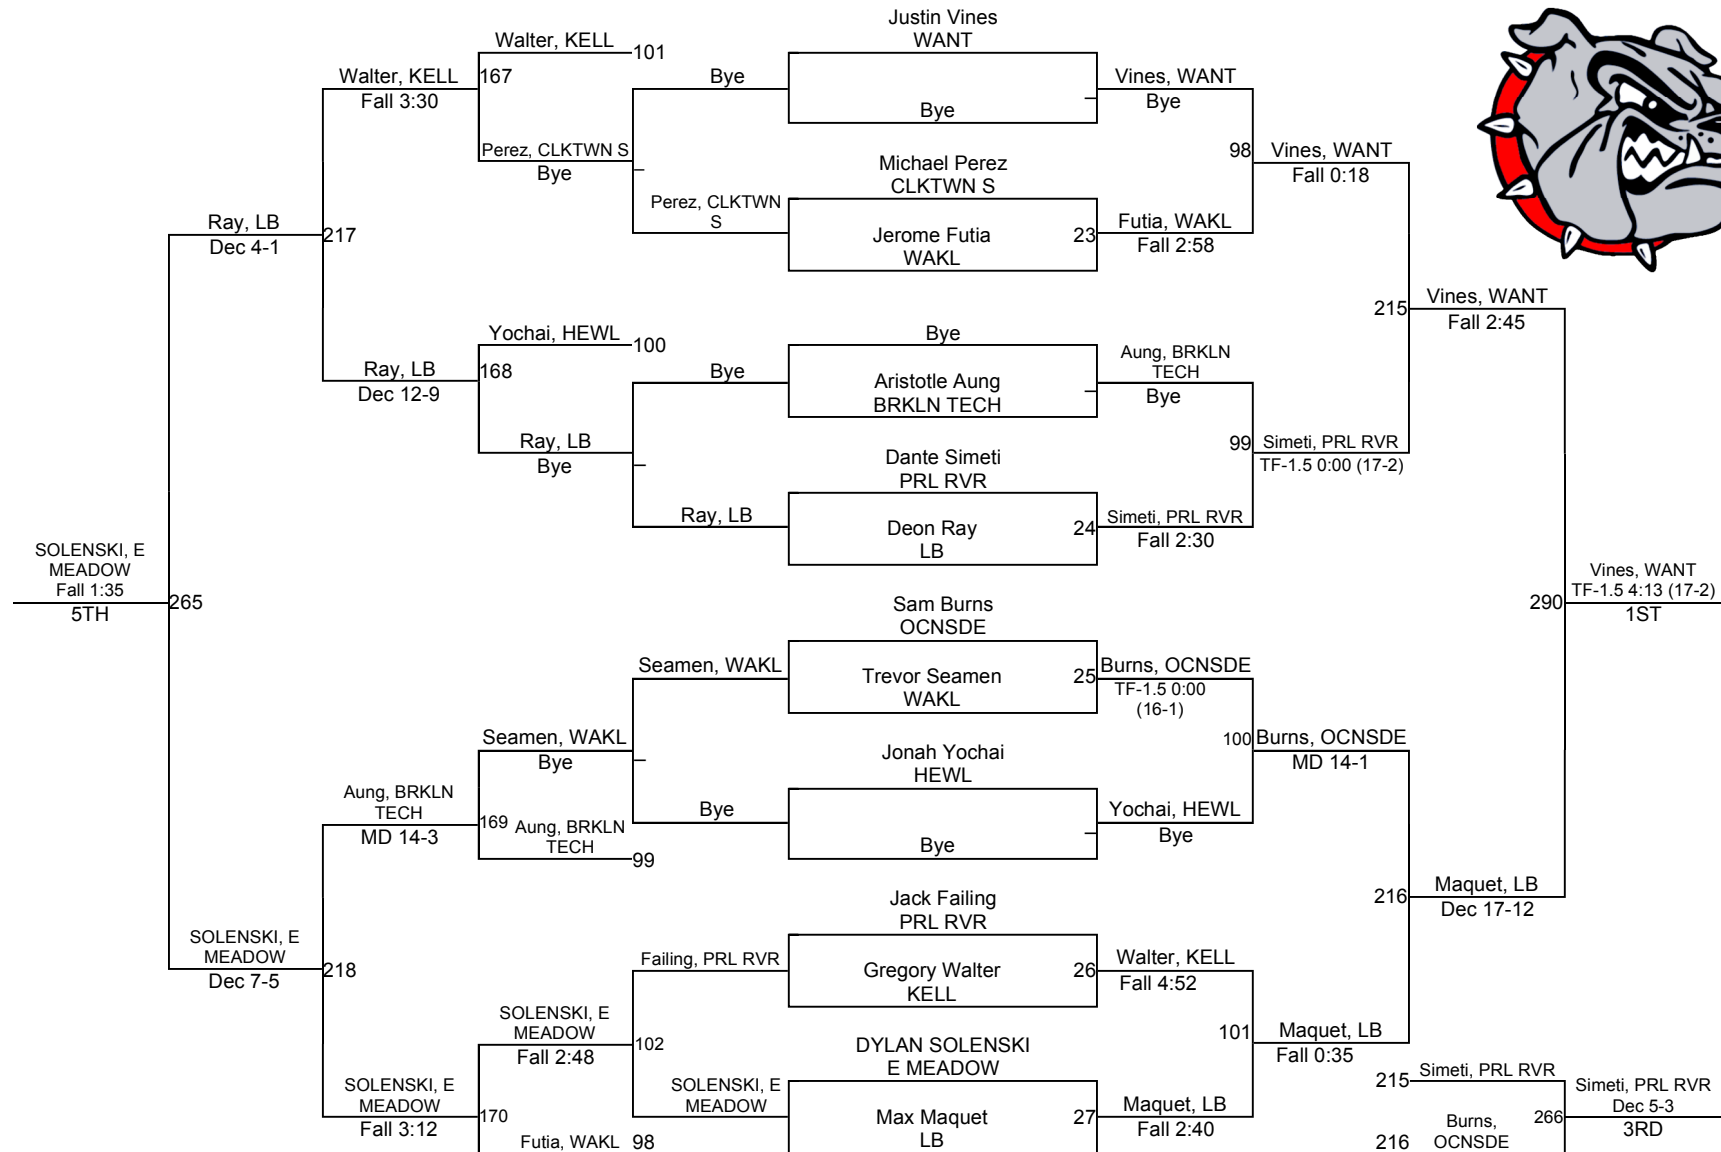 Justin Vines
WANT
Walter, KELL
101
Walter, KELL
167
Fall 3:30
Bye
Bye
Vines, WANT
Bye
Perez, CLKTWN S
Bye
98
Vines, WANT
Fall 0:18
Michael Perez
CLKTWN S
Perez, CLKTWN
S
Jerome Futia
WAKL
23
Futia, WAKL
Fall 2:58
Ray, LB
Dec 4-1
217
215
Vines, WANT
Fall 2:45
Yochai, HEWL
100
Bye
Ray, LB
Dec 12-9
168
Bye
Aristotle Aung
BRKLN TECH
Aung, BRKLN
TECH
Bye
Ray, LB
Bye
99
Simeti, PRL RVR
TF-1.5 0:00 (17-2)
Dante Simeti
PRL RVR
Ray, LB
Deon Ray
LB
24
Simeti, PRL RVR
Fall 2:30
SOLENSKI, E
MEADOW
Fall 1:35
5TH
265
290
Vines, WANT
TF-1.5 4:13 (17-2)
1ST
Sam Burns
OCNSDE
Seamen, WAKL
Trevor Seamen
WAKL
25
Burns, OCNSDE
TF-1.5 0:00
(16-1)
Seamen, WAKL
Bye
100
Burns, OCNSDE
MD 14-1
Jonah Yochai
HEWL
Aung, BRKLN
TECH
MD 14-3
169
Aung, BRKLN
TECH
99
Bye
Bye
Yochai, HEWL
Bye
216
Maquet, LB
Dec 17-12
Jack Failing
PRL RVR
SOLENSKI, E
MEADOW
Dec 7-5
218
Failing, PRL RVR
Gregory Walter
KELL
26
Walter, KELL
Fall 4:52
SOLENSKI, E
MEADOW
Fall 2:48
102
101
Maquet, LB
Fall 0:35
DYLAN SOLENSKI
E MEADOW
SOLENSKI, E
MEADOW
Fall 3:12
170
SOLENSKI, E
MEADOW
Max Maquet
LB
27
Maquet, LB
Fall 2:40
Futia, WAKL
98
215
Simeti, PRL RVR
216
Burns,
OCNSDE
266
Simeti, PRL RVR
Dec 5-3
3RD